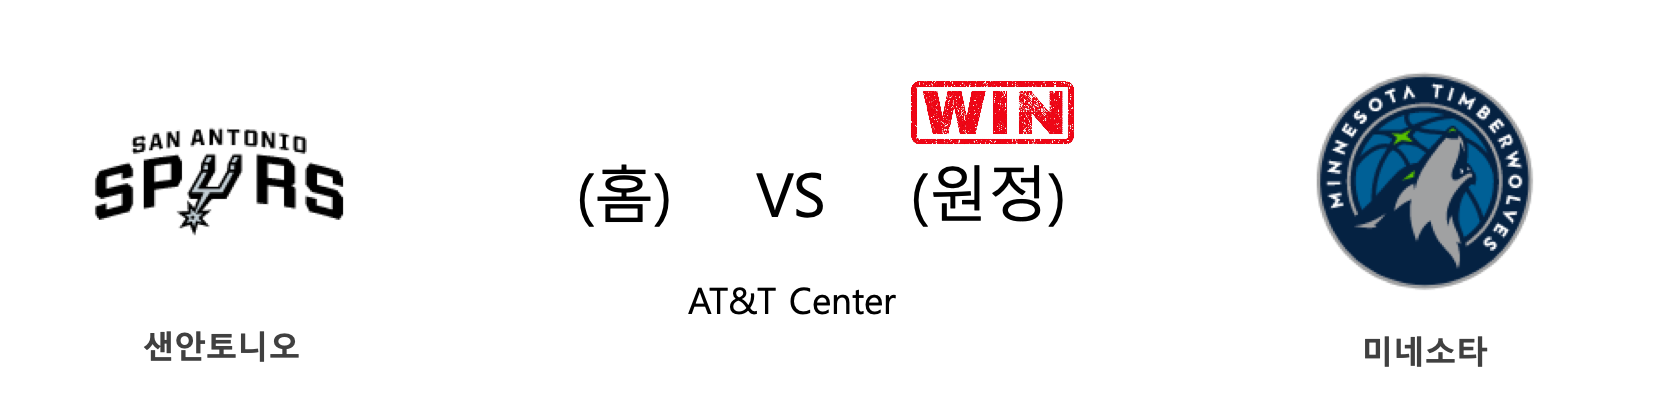 SAN ANTONIO
SPURS
샌안토니오
WIN
(홈) VS (원정)
AT&T Center
MINNESOTA TIMBERWOLVES
미네소타